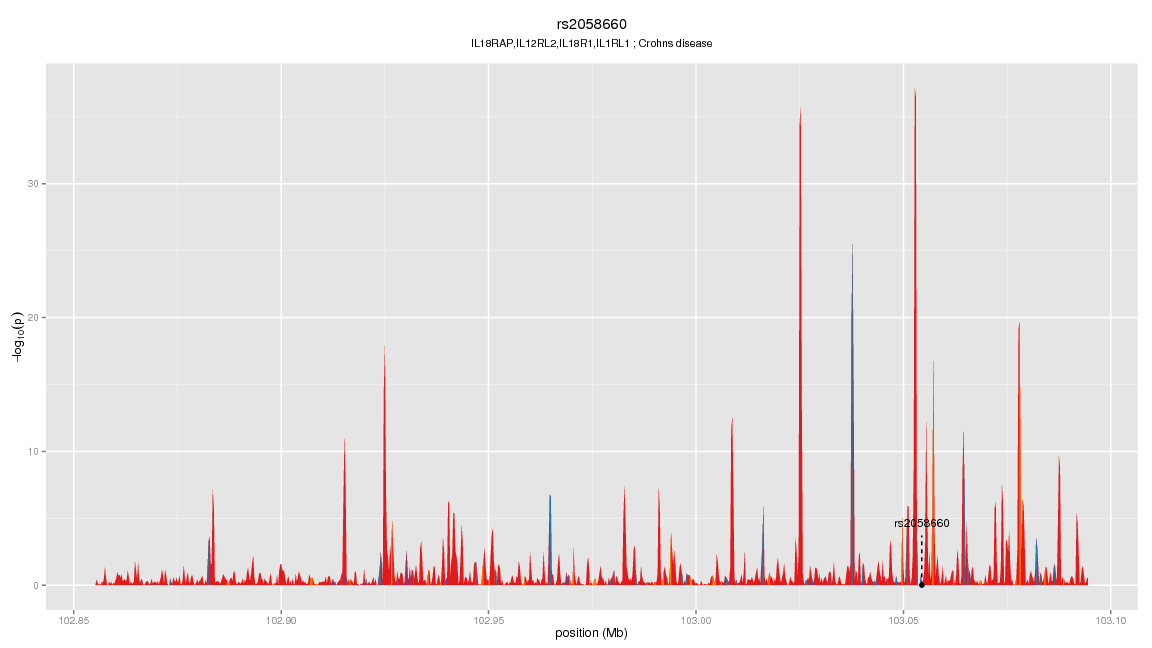 rs2058660
IL18RAP,IL12RL2,IL18R1,IL1RL1 ; Crohns disease
30
20
10
0
−log10(p)
rs2058660
102.85 102.90 102.95 103.00 103.05 103.10
position (Mb)